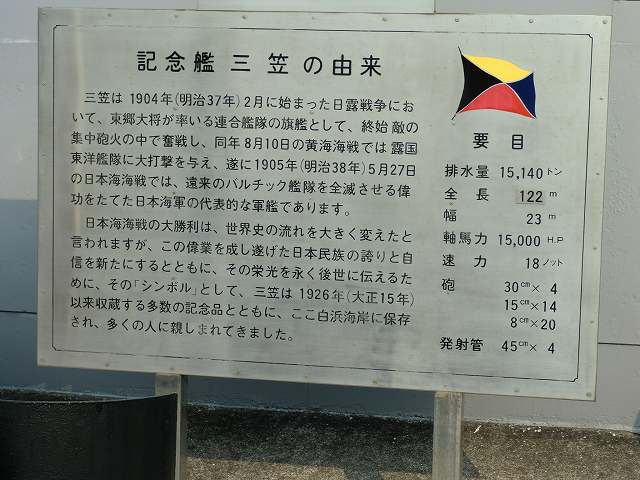 記念艦 三 笠 の由来
三笠は 1904年(明治37年) 2月に始まった日露戦争にお
いて、東郷大将が率いる連合艦隊の旗艦として、終始 敵の
集中砲火の中で奮戦し、同年 8月10日の黄海海戦では 露国
東洋艦隊に大打撃を与え、遂に1905年(明治38年) 5月27日
の日本海海戦では、遠来のバルチック艦隊を全滅させる偉
功をたてた日本海軍の代表的な軍艦であります。
日本海海戦の大勝利は、世界史の流れを大きく変えたと
言われますが、この偉業を成し遂げた日本民族の誇りと自
信を新たにするとともに、その栄光を永く後世に伝えるた
めに、その「シンボル」として、三笠は 1926年(大正15年)
以来収蔵する多数の記念品とともに、ここ白浜海岸に保存
され、多くの人に親しまれてきました。
要 目
排水量 15,140トン
全 長 122 m
幅 23 m
軸馬力 15,000 H.P
速 力 18ノット
砲 30cm× 4
15cm×14
8cm×20
発射管 45cm× 4